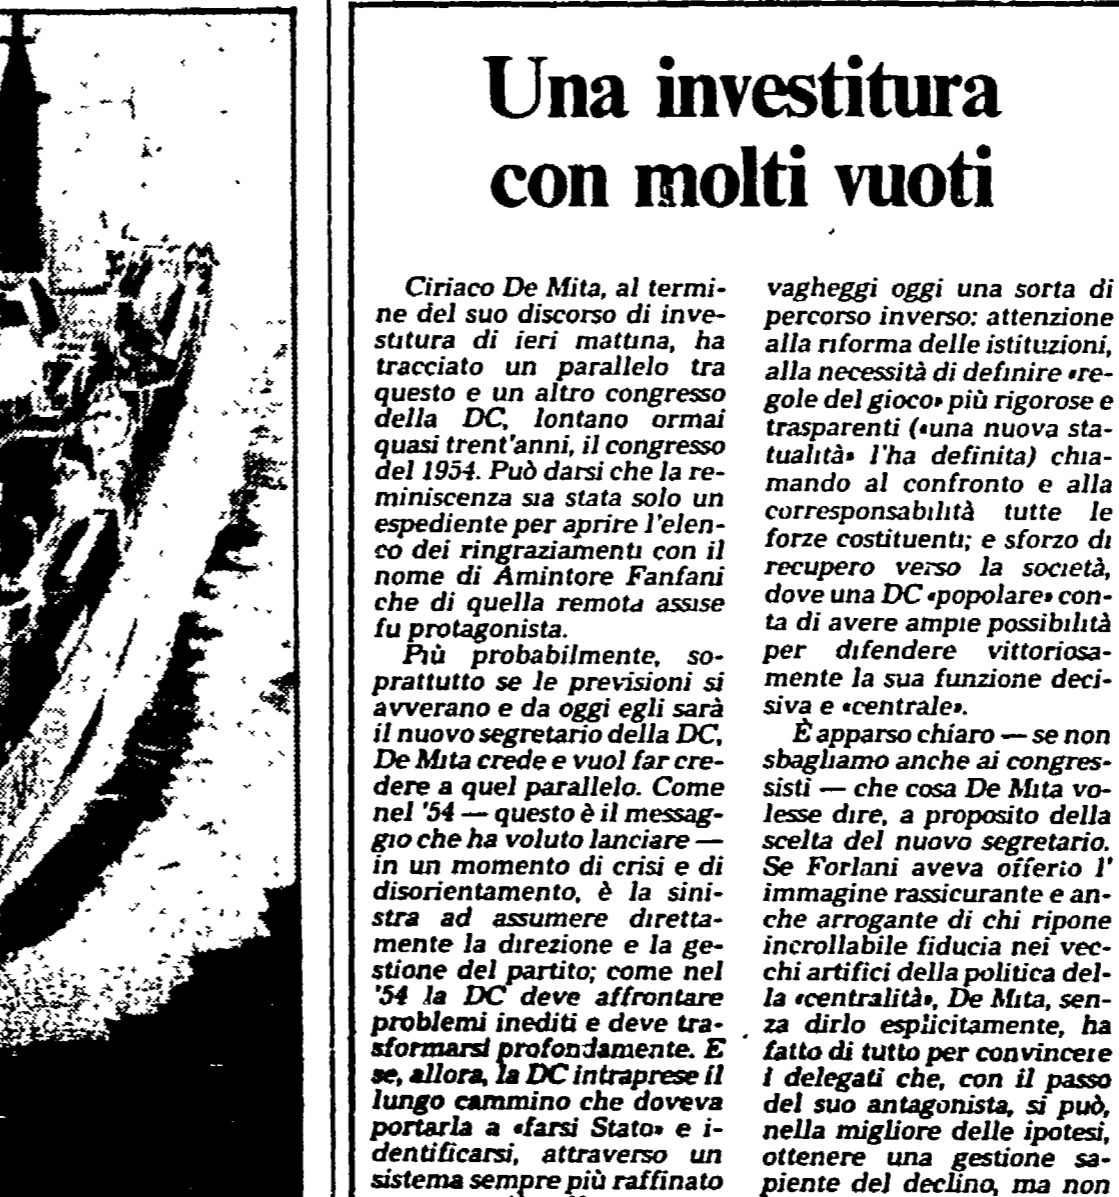 Una investitura
con molti vuoti
Ciriaco De Mita, al termi-
ne del suo discorso di inve-
stitura di ieri mattina, ha
tracciato un parallelo tra
questo e un altro congresso
della DC, lontano ormai
quasi trent'anni, il congresso
del 1954. Può darsi che la re-
miniscenza sia stata solo un
espediente per aprire l'elen-
co dei ringraziamenti con il
nome di Amintore Fanfani
che di quella remota assise
fu protagonista.
Più probabilmente, so-
prattutto se le previsioni si
avverano e da oggi egli sarà
il nuovo segretario della DC,
De Mita crede e vuol far cre-
dere a quel parallelo. Come
nel '54 — questo è il messag-
gio che ha voluto lanciare —
in un momento di crisi e di
disorientamento, è la sini-
stra ad assumere diretta-
mente la direzione e la ge-
stione del partito; come nel
'54 la DC deve affrontare
problemi inediti e deve tra-
sformarsi profondamente. E
se, allora, la DC intraprese il
lungo cammino che doveva
portarla a «farsi Stato» e i-
dentificarsi, attraverso un
sistema sempre più raffinato
vagheggi oggi una sorta di
percorso inverso: attenzione
alla riforma delle istituzioni,
alla necessità di definire «re-
gole del gioco» più rigorose e
trasparenti («una nuova sta-
tualità» l'ha definita) chia-
mando al confronto e alla
corresponsabilità tutte le
forze costituenti; e sforzo di
recupero verso la società,
dove una DC «popolare» con-
ta di avere ampie possibilità
per difendere vittoriosa-
mente la sua funzione deci-
siva e «centrale».
È apparso chiaro — se non
sbagliamo anche ai congres-
sisti — che cosa De Mita vo-
lesse dire, a proposito della
scelta del nuovo segretario.
Se Forlani aveva offerto l'
immagine rassicurante e an-
che arrogante di chi ripone
incrollabile fiducia nei vec-
chi artifici della politica del-
la «centralità», De Mita, sen-
za dirlo esplicitamente, ha
fatto di tutto per convincere
i delegati che, con il passo
del suo antagonista, si può,
nella migliore delle ipotesi,
ottenere una gestione sa-
piente del declino, ma non